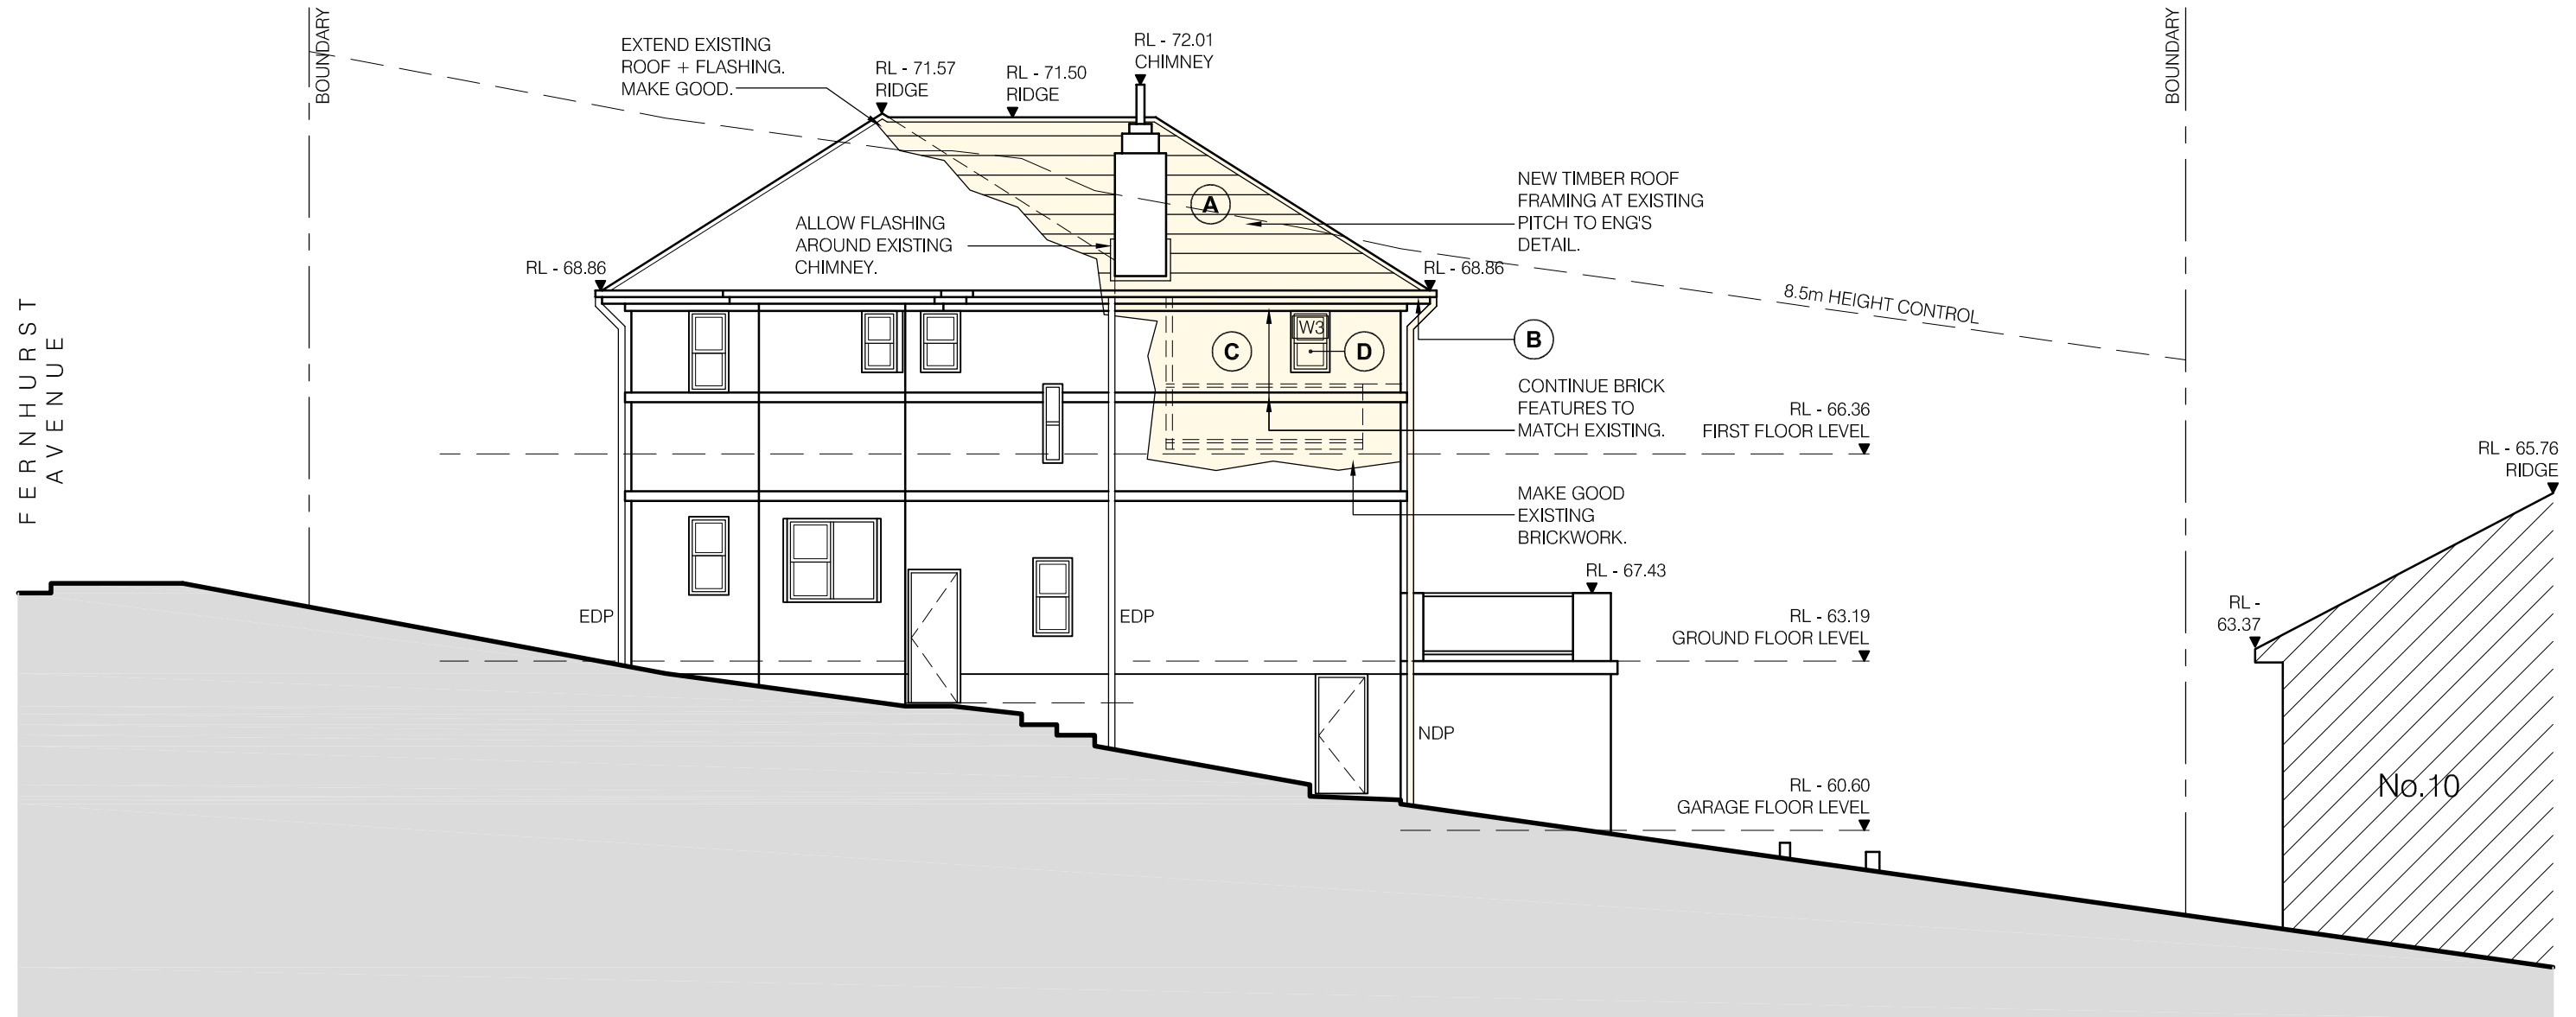 BOUNDARY
EXTEND EXISTING
ROOF + FLASHING.
MAKE GOOD.
RL - 71.57
RIDGE
RL - 71.50
RIDGE
RL - 72.01
CHIMNEY
BOUNDARY
NEW TIMBER ROOF
FRAMING AT EXISTING
PITCH TO ENG'S
DETAIL.
A
ALLOW FLASHING
AROUND EXISTING
CHIMNEY.
RL - 68.86
RL - 68.86
8.5m HEIGHT CONTROL
FERNHURST
AVENUE
W3
C
D
B
CONTINUE BRICK
FEATURES TO
MATCH EXISTING.
RL - 66.36
FIRST FLOOR LEVEL
RL - 65.76
RIDGE
MAKE GOOD
EXISTING
BRICKWORK.
RL - 67.43
EDP
EDP
RL - 63.19
GROUND FLOOR LEVEL
RL -
63.37
NDP
RL - 60.60
GARAGE FLOOR LEVEL
No.10